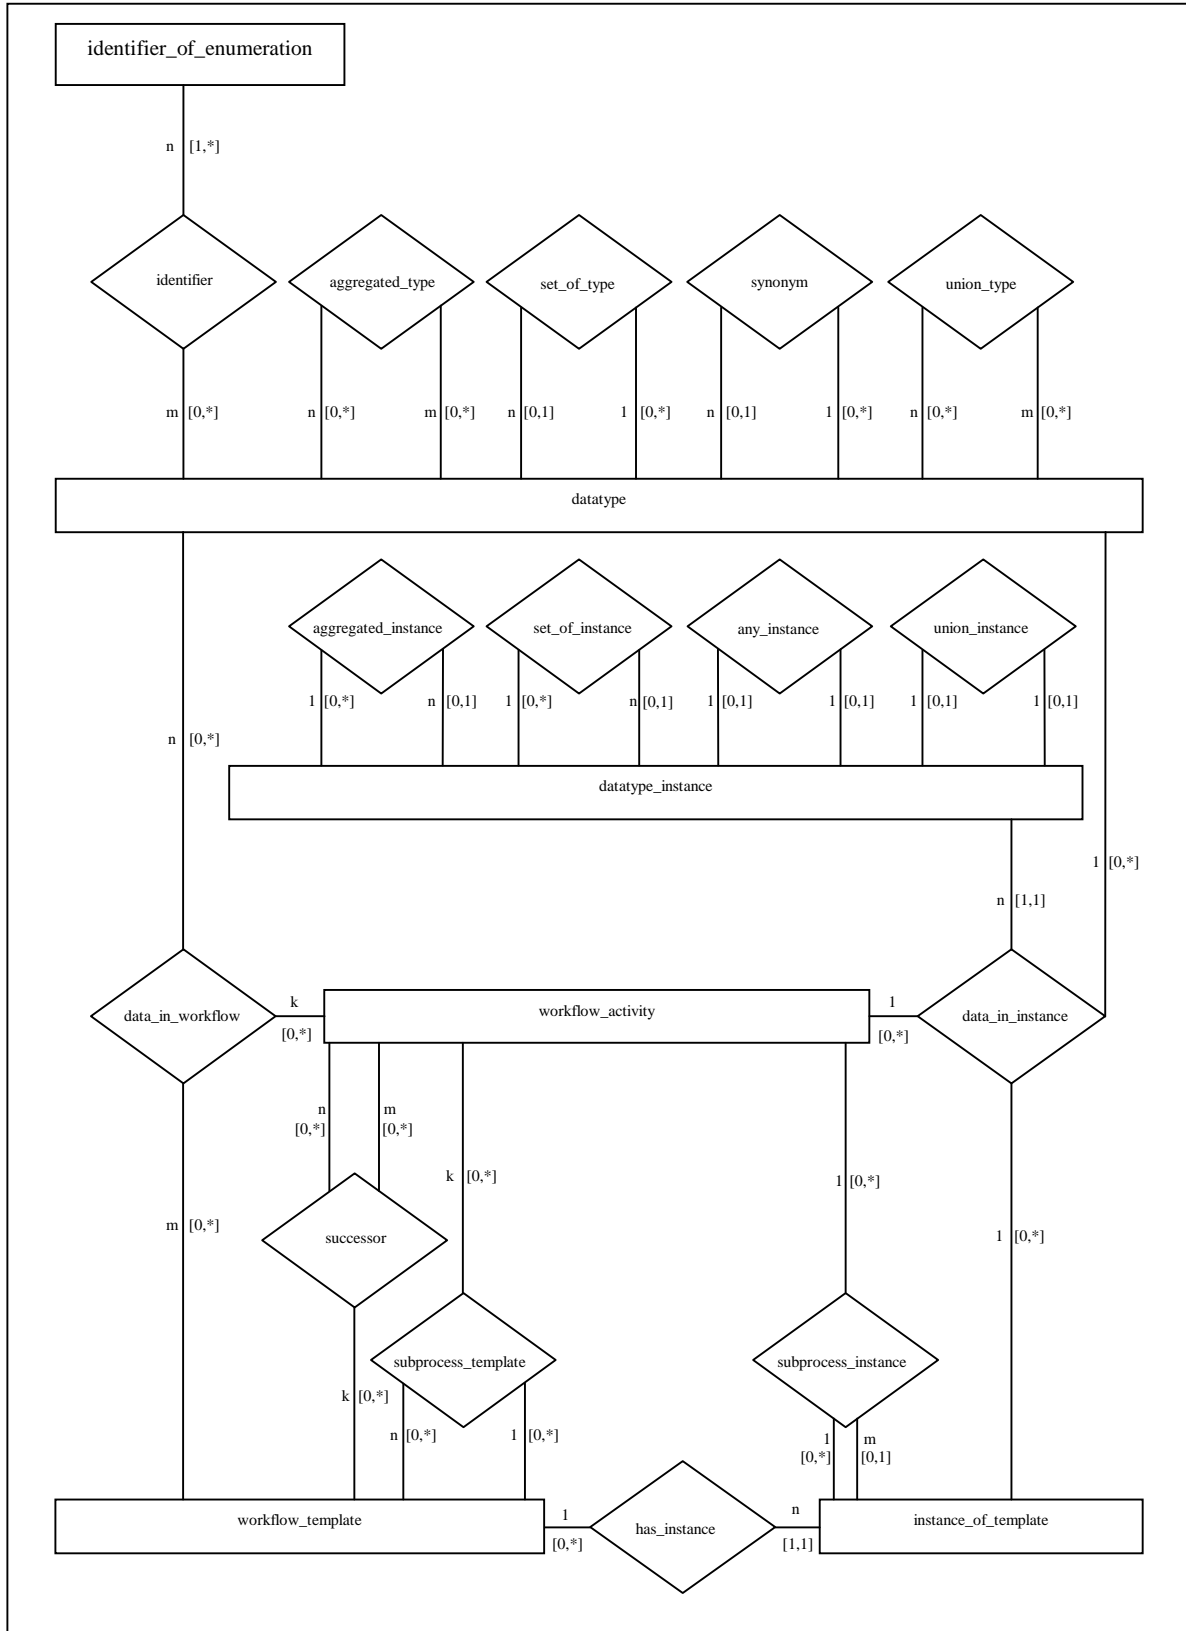 identifier_of_enumeration
n [1,*]
identifier aggregated_type set_of_type synonym union_type
m [0,*] n [0,*] m [0,*] n [0,1] 1 [0,*] n [0,1] 1 [0,*] n [0,*] m [0,*]
datatype
aggregated_instance set_of_instance any_instance union_instance
1 [0,*] n [0,1] 1 [0,*] n [0,1] 1 [0,1] 1 [0,1] 1 [0,1] 1 [0,1]
n [0,*]
datatype_instance
1 [0,*]
n [1,1]
k 1
data_in_workflow workflow_activity data_in_instance
[0,*] [0,*]
n m
[0,*] [0,*]
k [0,*] 1 [0,*]
m [0,*] 1 [0,*]
successor
subprocess_template subprocess_instance
k [0,*]
n [0,*] 1 [0,*] 1 m
[0,*] [0,1]
1 n
workflow_template has_instance instance_of_template
[0,*] [1,1]